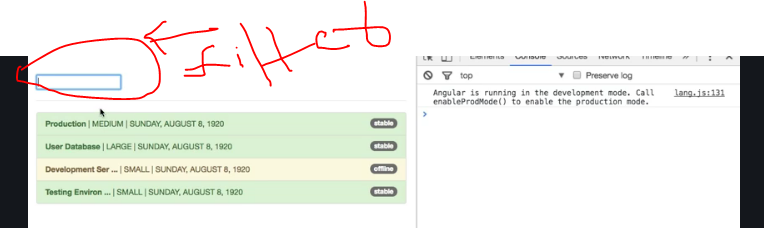 Elements Console Sources Network Timeline
top Preserve log
Angular is running in the development mode. Call lang.js:131
enableProdMode() to enable the production mode.
Production | MEDIUM | SUNDAY, AUGUST 8, 1920 stable
User Database | LARGE | SUNDAY, AUGUST 8, 1920 stable
Development Ser ... | SMALL | SUNDAY, AUGUST 8, 1920 offline
Testing Environ ... | SMALL | SUNDAY, AUGUST 8, 1920 stable